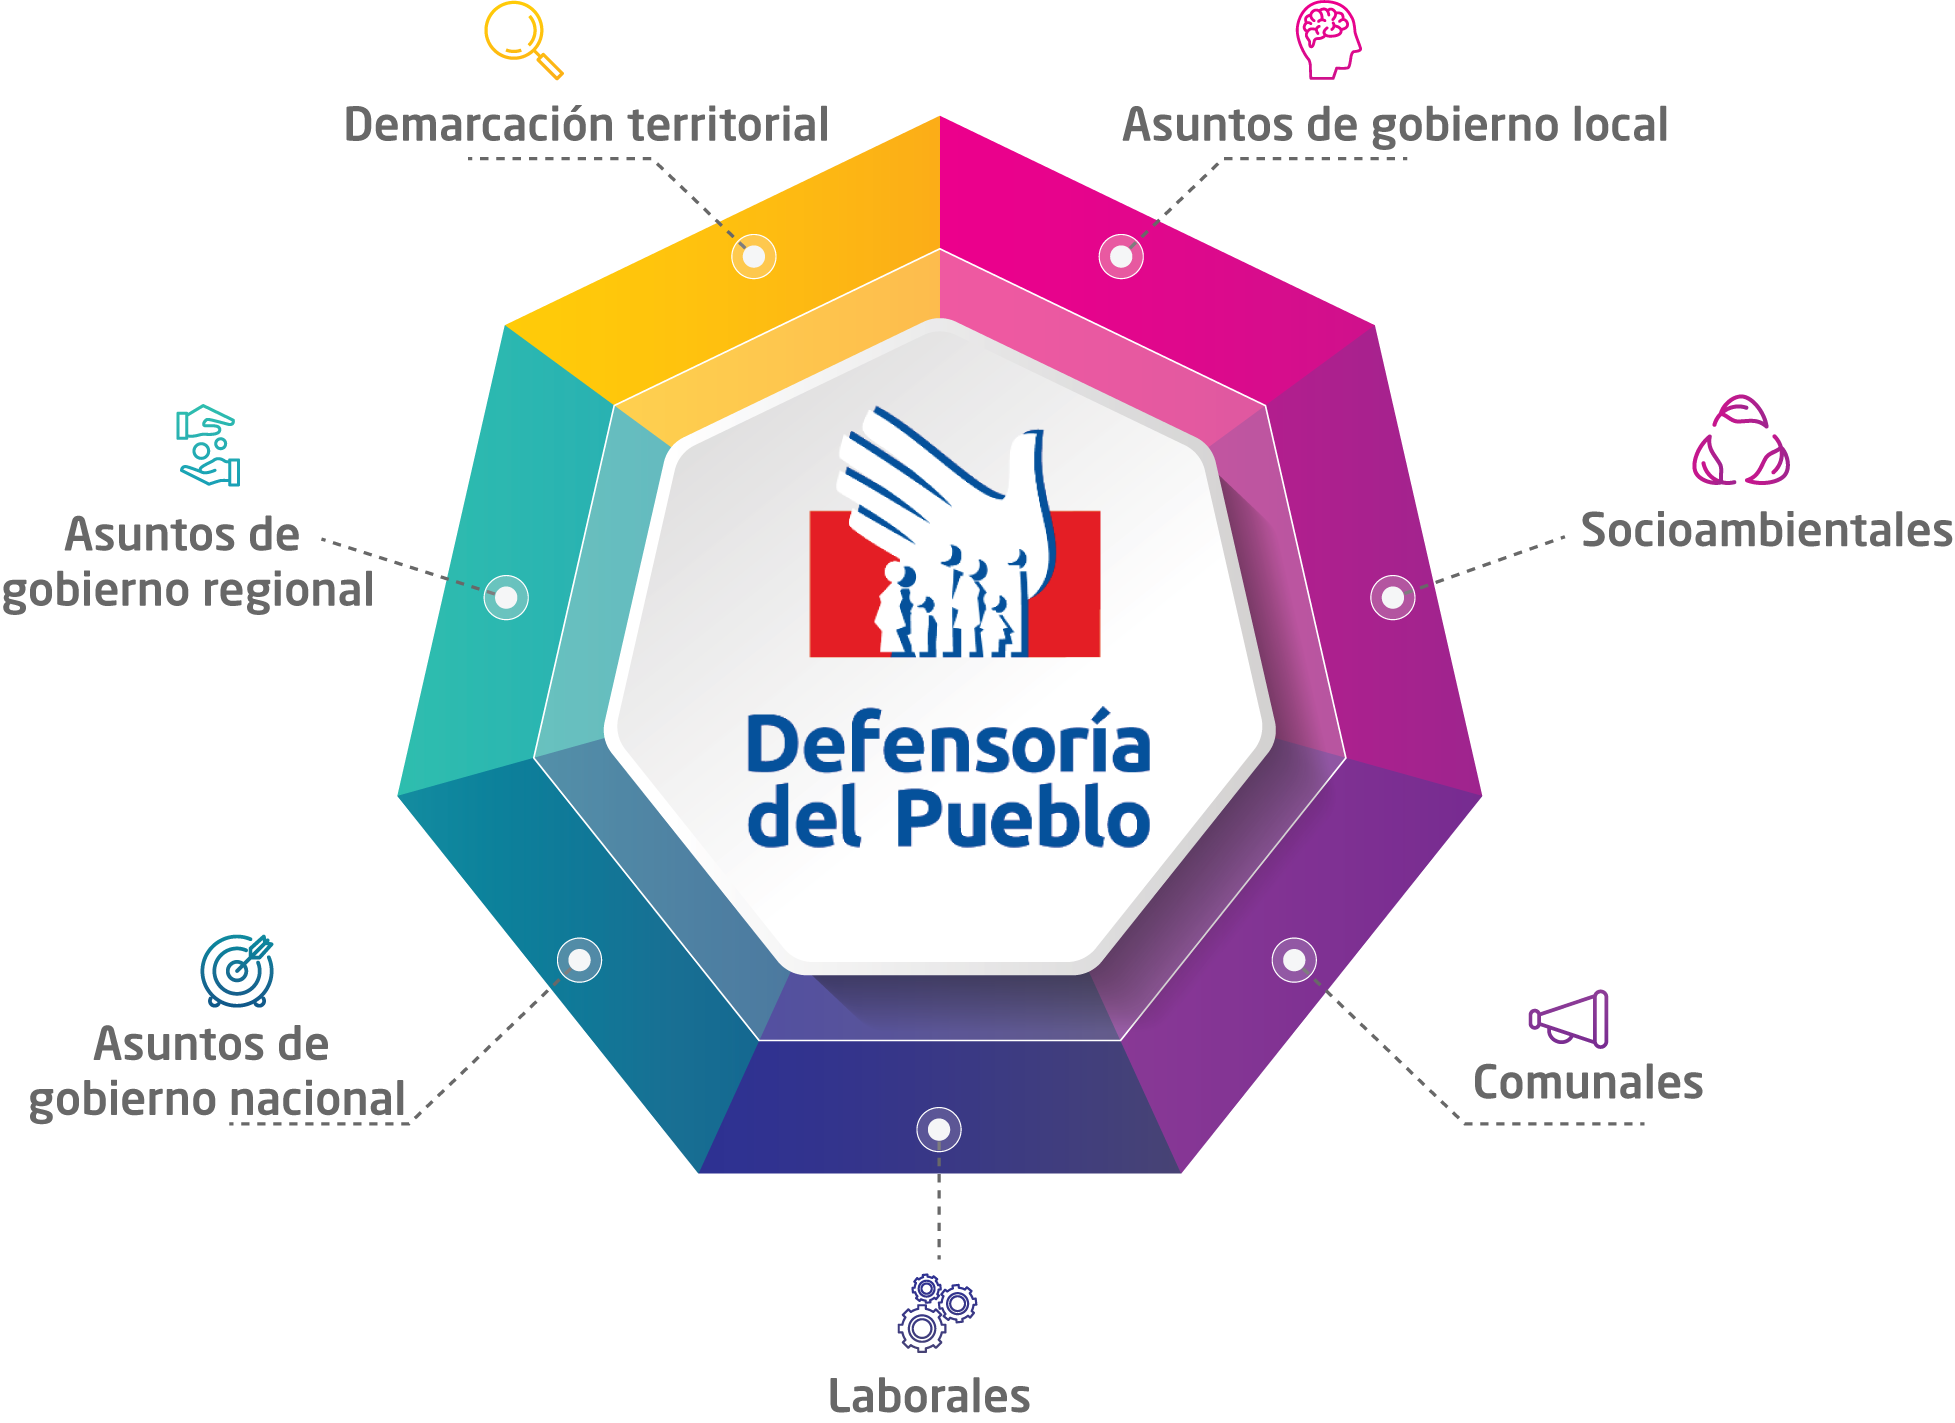 Demarcación territorial
Asuntos de gobierno local
Asuntos de
gobierno regional
Socioambientales
Defensoría
del Pueblo
Asuntos de
gobierno nacional
Comunales
Laborales